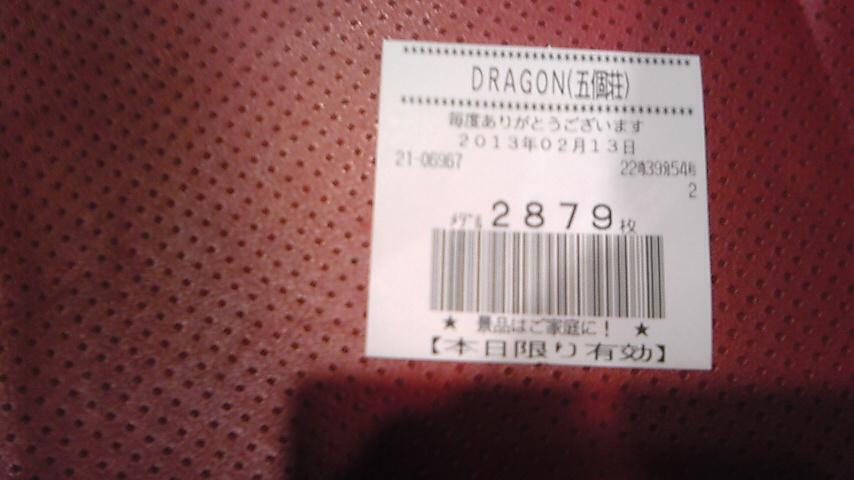 DRAGON(五個荘)
毎度ありがとうございます
2013年02月13日
21-06967 22時39分54秒
2
ﾒﾀﾞﾙ 2879枚
★ 景品はご家庭に! ★
【本日限り有効】